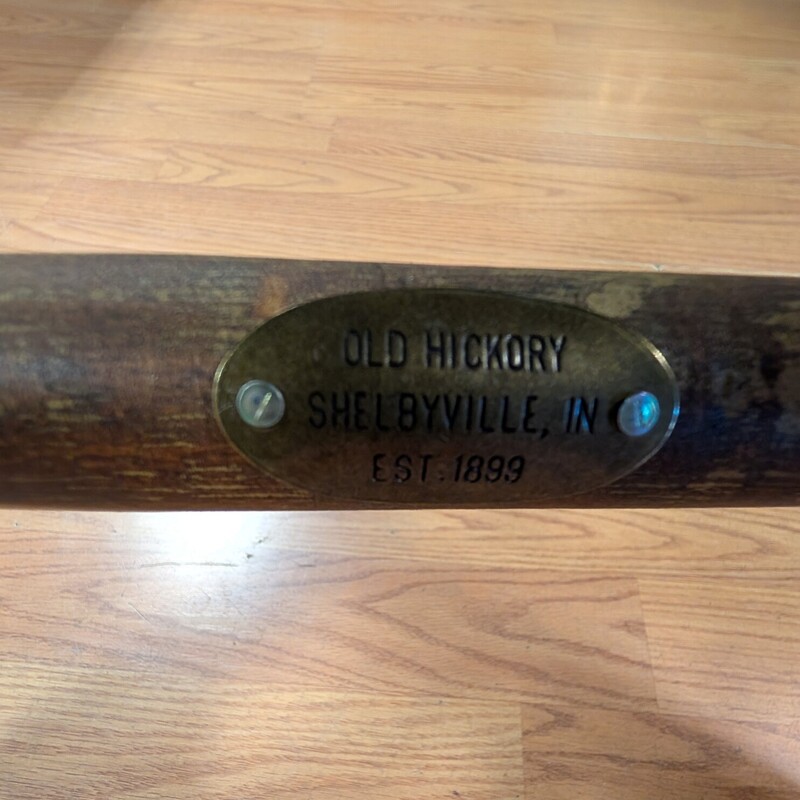 OLD HICKORY
SHELBYVILLE, IN
EST. 1899